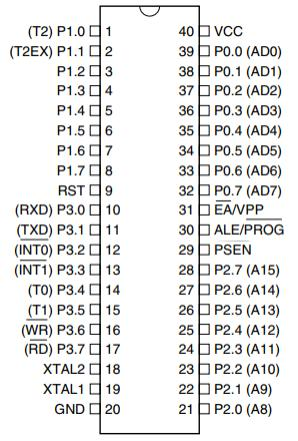 (T2) P1.0 1 40 VCC
(T2EX) P1.1 2 39 P0.0 (AD0)
P1.2 3 38 P0.1 (AD1)
P1.3 4 37 P0.2 (AD2)
P1.4 5 36 P0.3 (AD3)
P1.5 6 35 P0.4 (AD4)
P1.6 7 34 P0.5 (AD5)
P1.7 8 33 P0.6 (AD6)
RST 9 32 P0.7 (AD7)
(RXD) P3.0 10 31 E̅A̅/VPP
(TXD) P3.1 11 30 ALE/P̅R̅O̅G̅
(I̅N̅T̅0̅) P3.2 12 29 P̅S̅E̅N̅
(I̅N̅T̅1̅) P3.3 13 28 P2.7 (A15)
(T0) P3.4 14 27 P2.6 (A14)
(T1) P3.5 15 26 P2.5 (A13)
(W̅R̅) P3.6 16 25 P2.4 (A12)
(R̅D̅) P3.7 17 24 P2.3 (A11)
XTAL2 18 23 P2.2 (A10)
XTAL1 19 22 P2.1 (A9)
GND 20 21 P2.0 (A8)